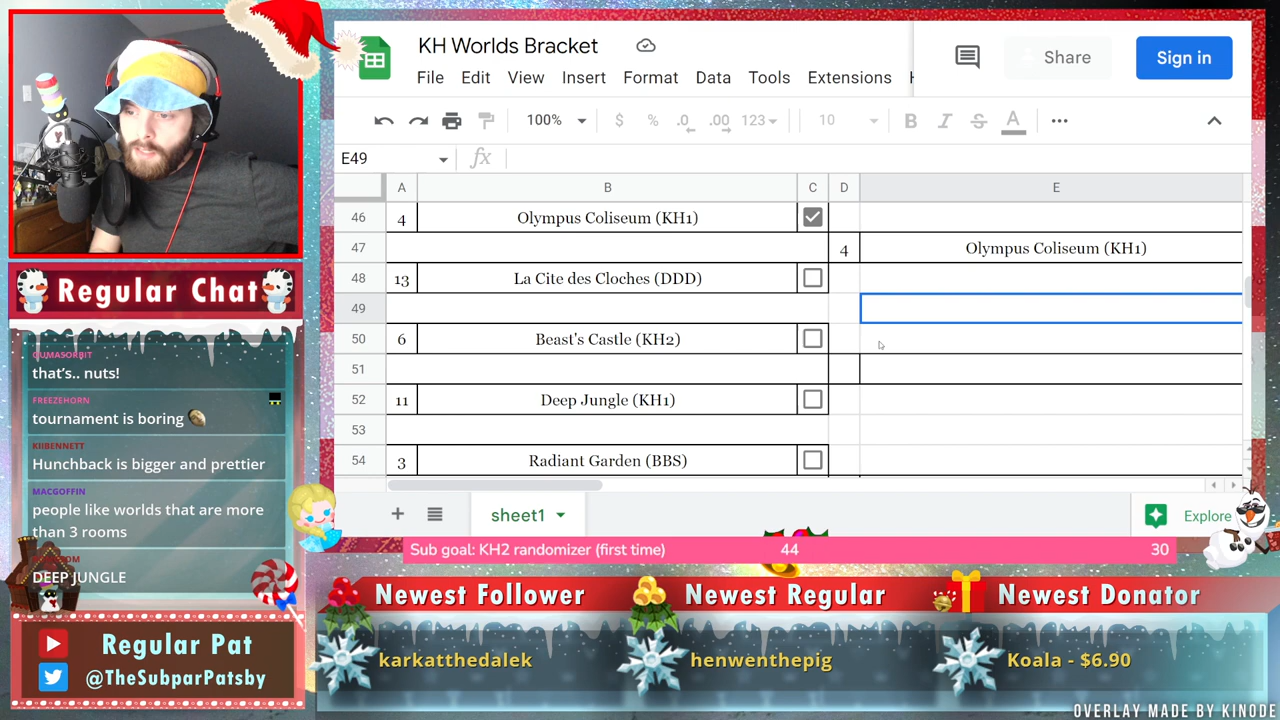 KH Worlds Bracket
File Edit View Insert Format Data Tools Extensions
Share
Sign in
100% $ % .0 .00 123 10 B I S A
E49 fx
A B C D E
46 4 Olympus Coliseum (KH1)
47 4 Olympus Coliseum (KH1)
48 13 La Cite des Cloches (DDD)
49
50 6 Beast's Castle (KH2)
51
52 11 Deep Jungle (KH1)
53
54 3 Radiant Garden (BBS)
sheet1
Explore
Regular Chat
that's.. nuts!
FREEZEHORN
tournament is boring
KIIBENNETT
Hunchback is bigger and prettier
MACGOFFIN
people like worlds that are more
than 3 rooms
DEEP JUNGLE
Regular Pat
@TheSubparPatsby
Sub goal: KH2 randomizer (first time) 44 30
Newest Follower
karkatthedalek
Newest Regular
henwenthepig
Newest Donator
Koala - $6.90
OVERLAY MADE BY KINODE